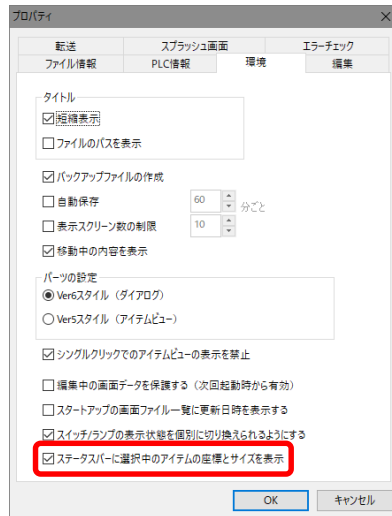 プロパティ
転送 スプラッシュ画面 エラーチェック
ファイル情報 PLC情報 環境 編集
タイトル
短縮表示
ファイルのパスを表示
バックアップファイルの作成
自動保存 60 分ごと
表示スクリーン数の制限 10
移動中の内容を表示
パーツの設定
Ver6スタイル（ダイアログ）
Ver5スタイル（アイテムビュー）
シングルクリックでのアイテムビューの表示を禁止
編集中の画面データを保護する（次回起動時から有効）
スタートアップの画面ファイル一覧に更新日時を表示する
スイッチ/ランプの表示状態を個別に切り換えられるようにする
ステータスバーに選択中のアイテムの座標とサイズを表示
OK キャンセル